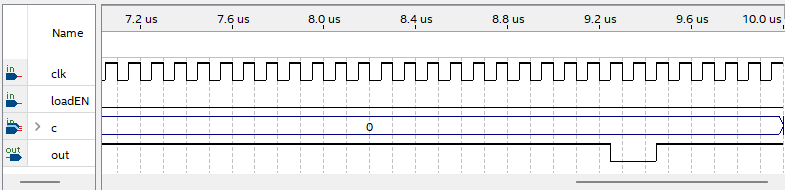 7.2 us 7.6 us 8.0 us 8.4 us 8.8 us 9.2 us 9.6 us 10.0 us
Name
in clk
in loadEN
in c 0
out out